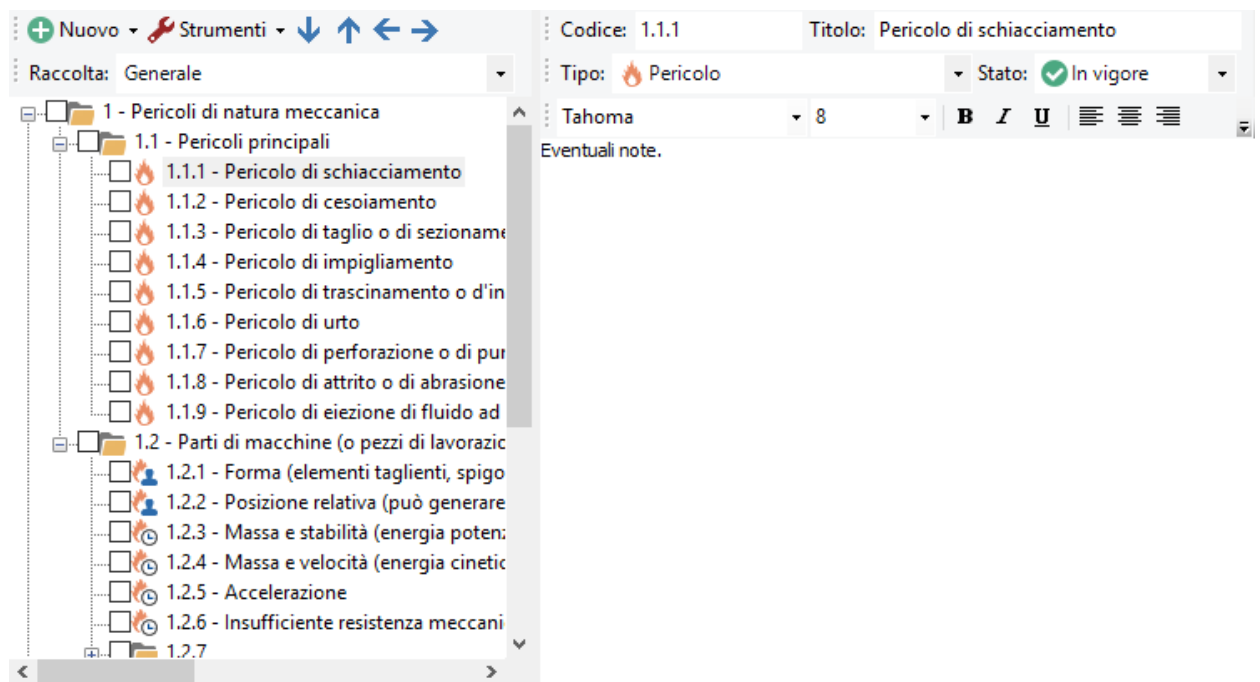 Nuovo Strumenti
Raccolta: Generale
1 - Pericoli di natura meccanica
1.1 - Pericoli principali
1.1.1 - Pericolo di schiacciamento
1.1.2 - Pericolo di cesoiamento
1.1.3 - Pericolo di taglio o di sezioname
1.1.4 - Pericolo di impigliamento
1.1.5 - Pericolo di trascinamento o d'in
1.1.6 - Pericolo di urto
1.1.7 - Pericolo di perforazione o di pun
1.1.8 - Pericolo di attrito o di abrasione
1.1.9 - Pericolo di eiezione di fluido ad
1.2 - Parti di macchine (o pezzi di lavorazio
1.2.1 - Forma (elementi taglienti, spigo
1.2.2 - Posizione relativa (può generare
1.2.3 - Massa e stabilità (energia poten
1.2.4 - Massa e velocità (energia cinetic
1.2.5 - Accelerazione
1.2.6 - Insufficiente resistenza meccani
1.2.7
Codice: 1.1.1 Titolo: Pericolo di schiacciamento
Tipo: Pericolo Stato: In vigore
Tahoma 8 B I U
Eventuali note.